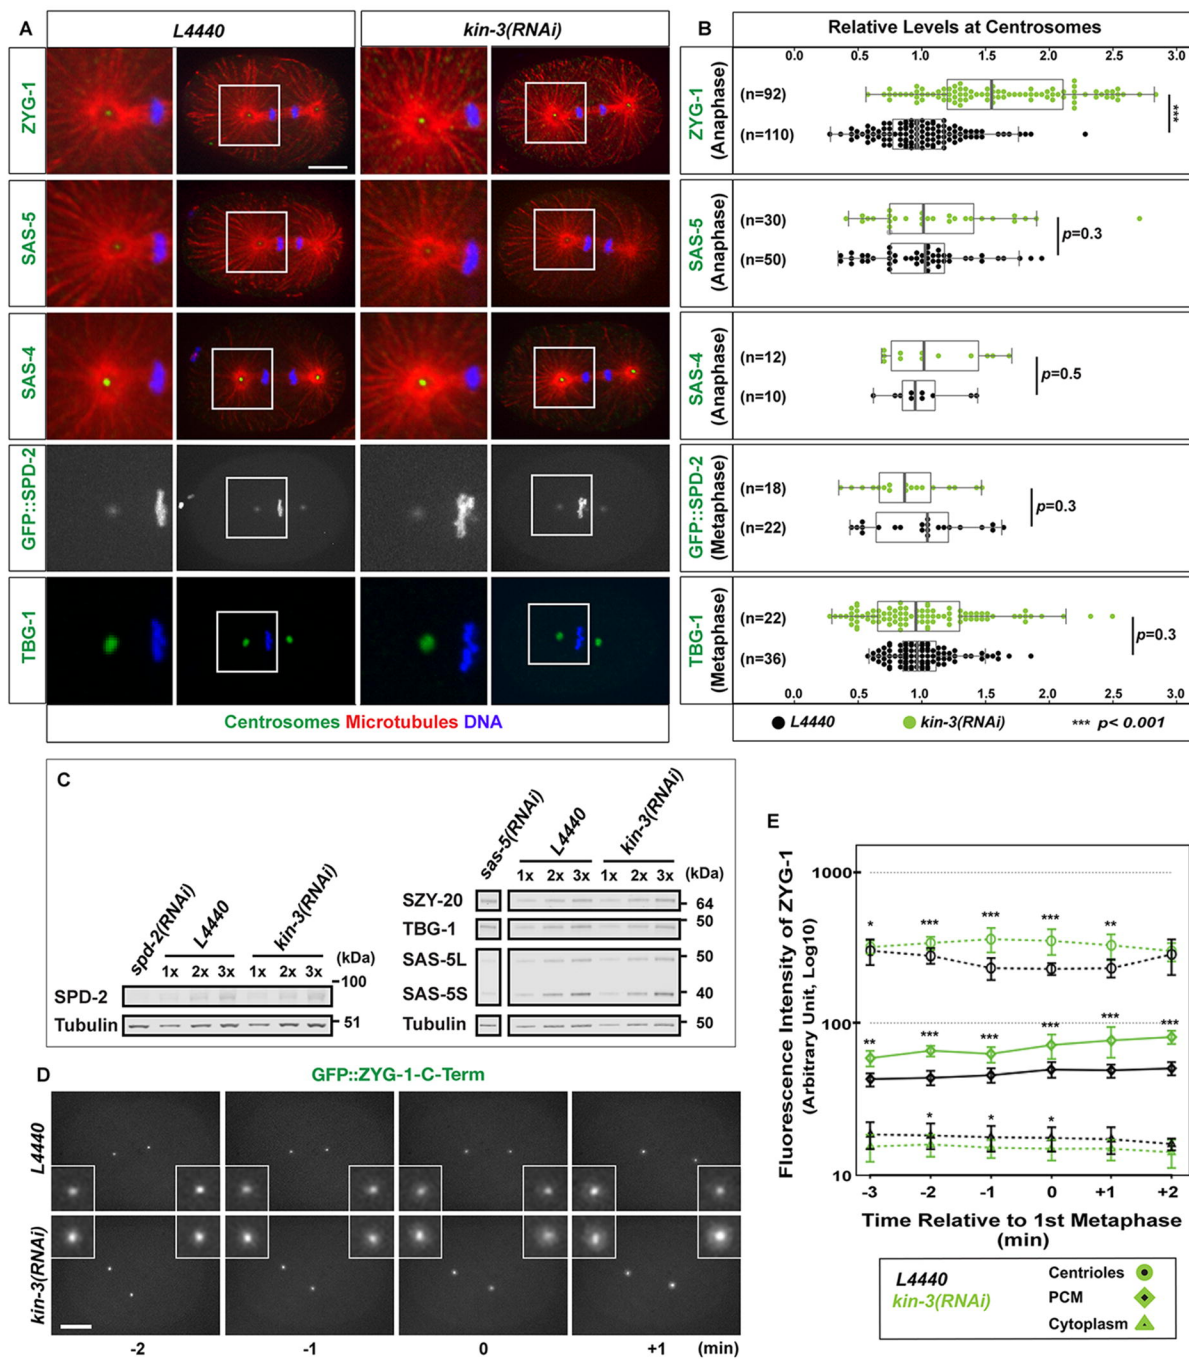 A
L4440
kin-3(RNAi)
ZYG-1
SAS-5
SAS-4
GFP::SPD-2
TBG-1
Centrosomes Microtubules DNA
B
Relative Levels at Centrosomes
0.0 0.5 1.0 1.5 2.0 2.5 3.0
ZYG-1
(Anaphase)
(n=92)
(n=110)
***
SAS-5
(Anaphase)
(n=30)
(n=50)
p=0.3
SAS-4
(Anaphase)
(n=12)
(n=10)
p=0.5
GFP::SPD-2
(Metaphase)
(n=18)
(n=22)
p=0.3
TBG-1
(Metaphase)
(n=22)
(n=36)
p=0.3
0.0 0.5 1.0 1.5 2.0 2.5 3.0
L4440 kin-3(RNAi) *** p< 0.001
C
spd-2(RNAi) L4440 kin-3(RNAi)
1x 2x 3x 1x 2x 3x (kDa)
SPD-2 100
Tubulin 51
sas-5(RNAi) L4440 kin-3(RNAi)
1x 2x 3x 1x 2x 3x (kDa)
SZY-20 64
TBG-1 50
SAS-5L 50
SAS-5S 40
Tubulin 50
D
GFP::ZYG-1-C-Term
L4440
kin-3(RNAi)
-2 -1 0 +1 (min)
E
Fluorescence Intensity of ZYG-1
(Arbitrary Unit, Log10)
1000
100
10
* *** *** *** **
** *** *** *** *** ***
* * *
-3 -2 -1 0 +1 +2
Time Relative to 1st Metaphase
(min)
L4440
kin-3(RNAi)
Centrioles
PCM
Cytoplasm